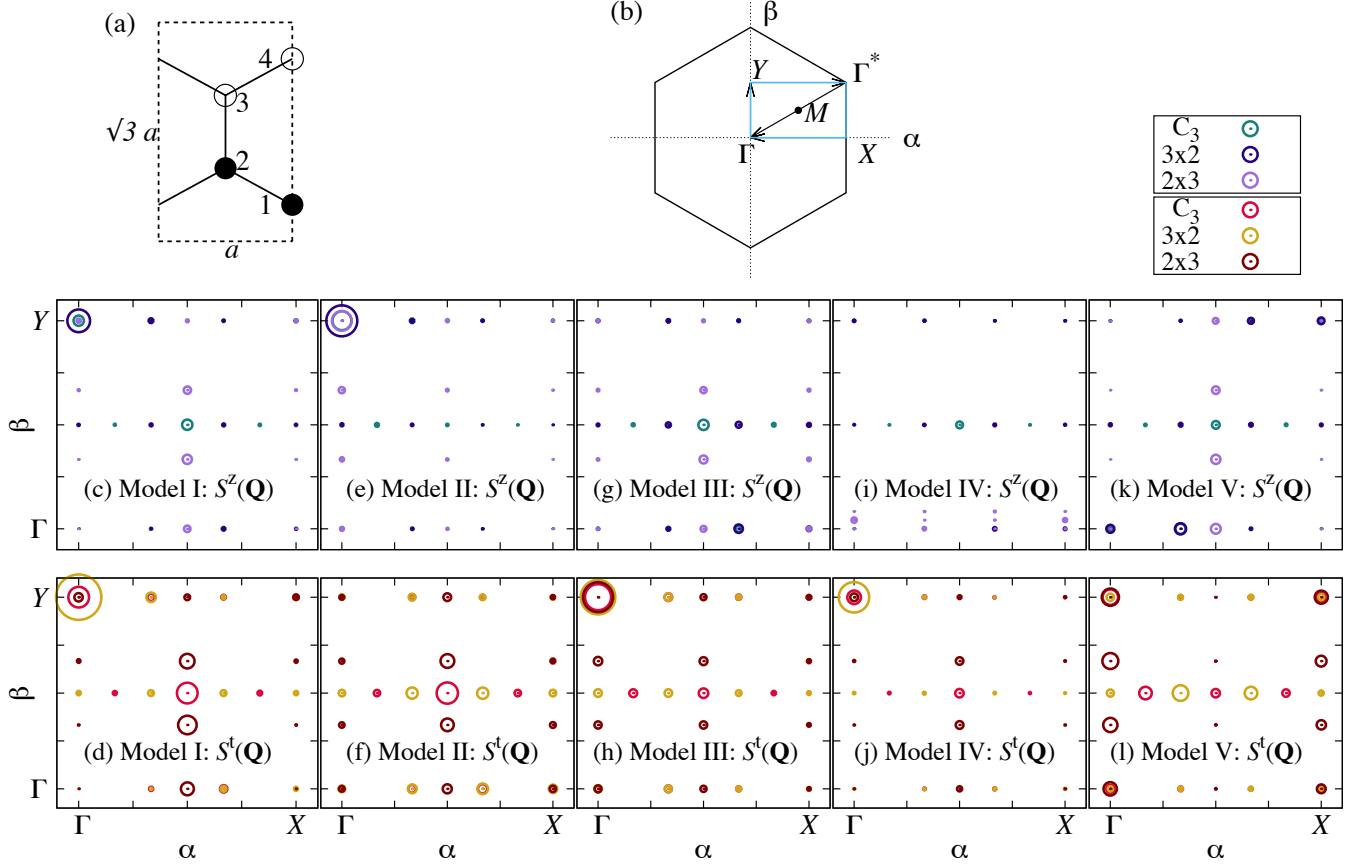 (a)
4
3
√3 a
2
1
a
(b)
β
Y
Γ*
M
Γ
X
α
C₃
3x2
2x3
C₃
3x2
2x3
Y
β
Γ
(c) Model I: Sᶻ(Q)
(e) Model II: Sᶻ(Q)
(g) Model III: Sᶻ(Q)
(i) Model IV: Sᶻ(Q)
(k) Model V: Sᶻ(Q)
Y
β
Γ
(d) Model I: Sᵗ(Q)
(f) Model II: Sᵗ(Q)
(h) Model III: Sᵗ(Q)
(j) Model IV: Sᵗ(Q)
(l) Model V: Sᵗ(Q)
Γ X Γ X Γ X Γ X Γ X
α α α α α